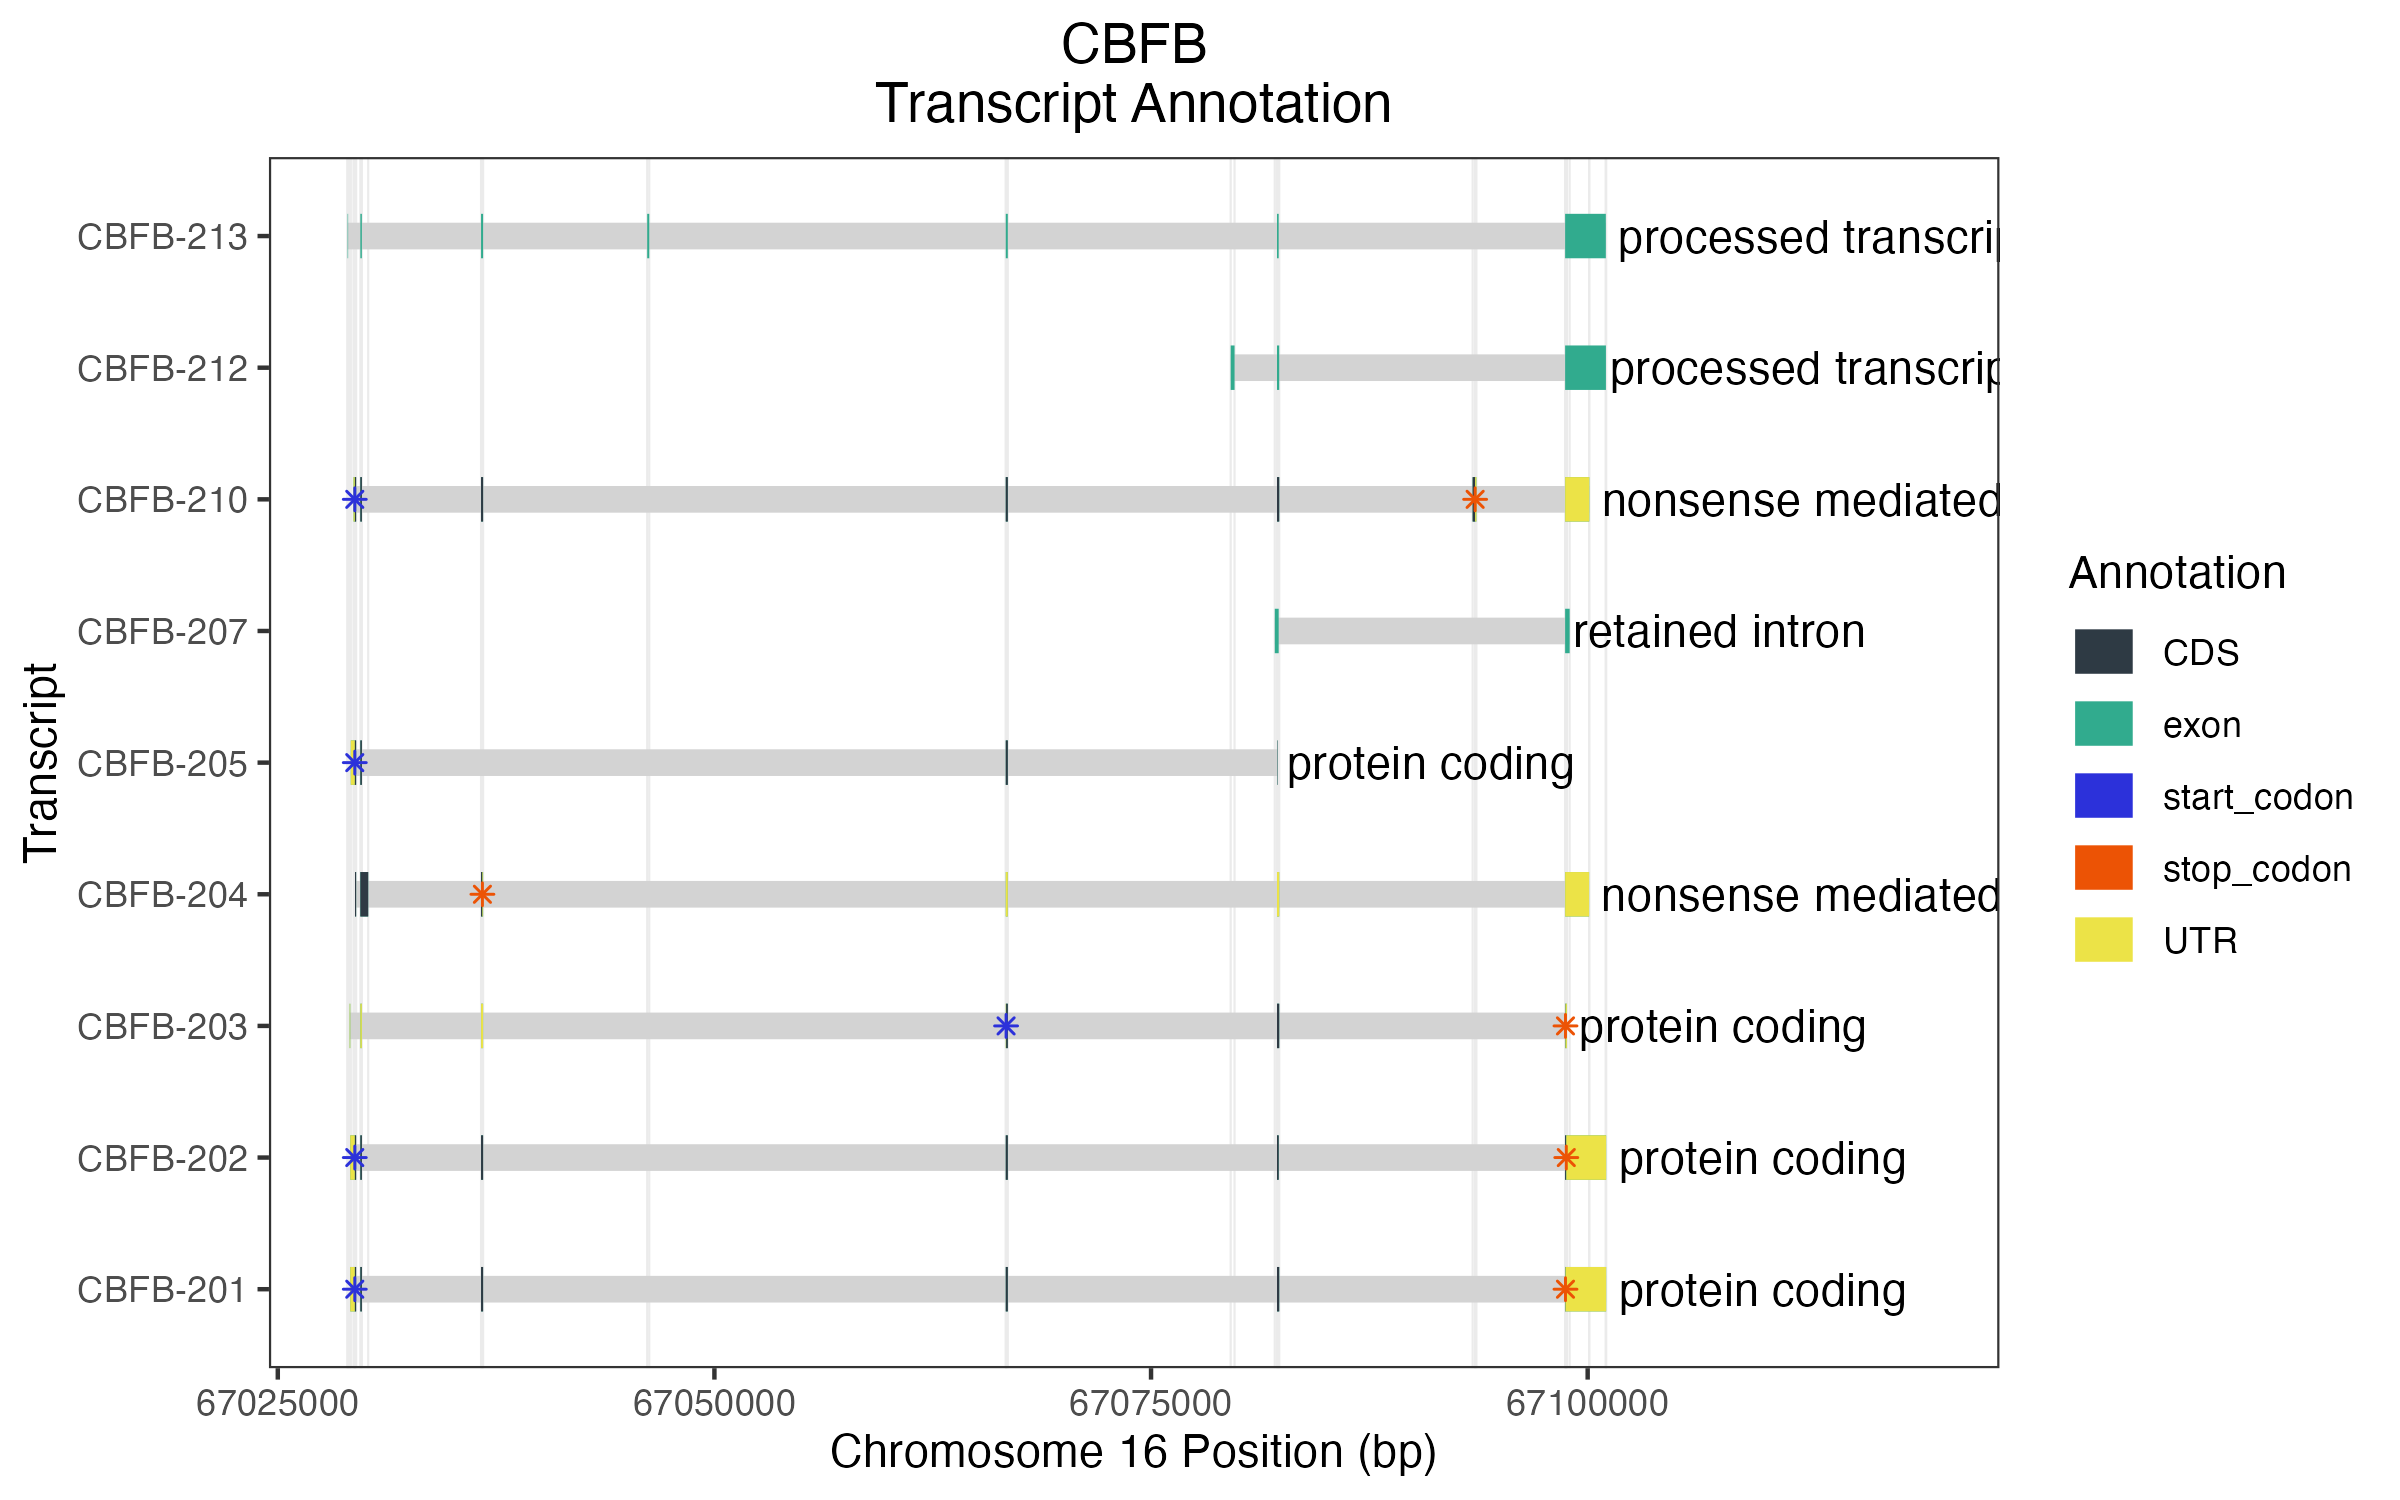 CBFB
Transcript Annotation
CBFB-213
processed transcrip
CBFB-212
processed transcrip
CBFB-210
nonsense mediated
CBFB-207
retained intron
CBFB-205
protein coding
CBFB-204
nonsense mediated
CBFB-203
protein coding
CBFB-202
protein coding
CBFB-201
protein coding
Transcript
67025000 67050000 67075000 67100000
Chromosome 16 Position (bp)
Annotation
CDS
exon
start_codon
stop_codon
UTR